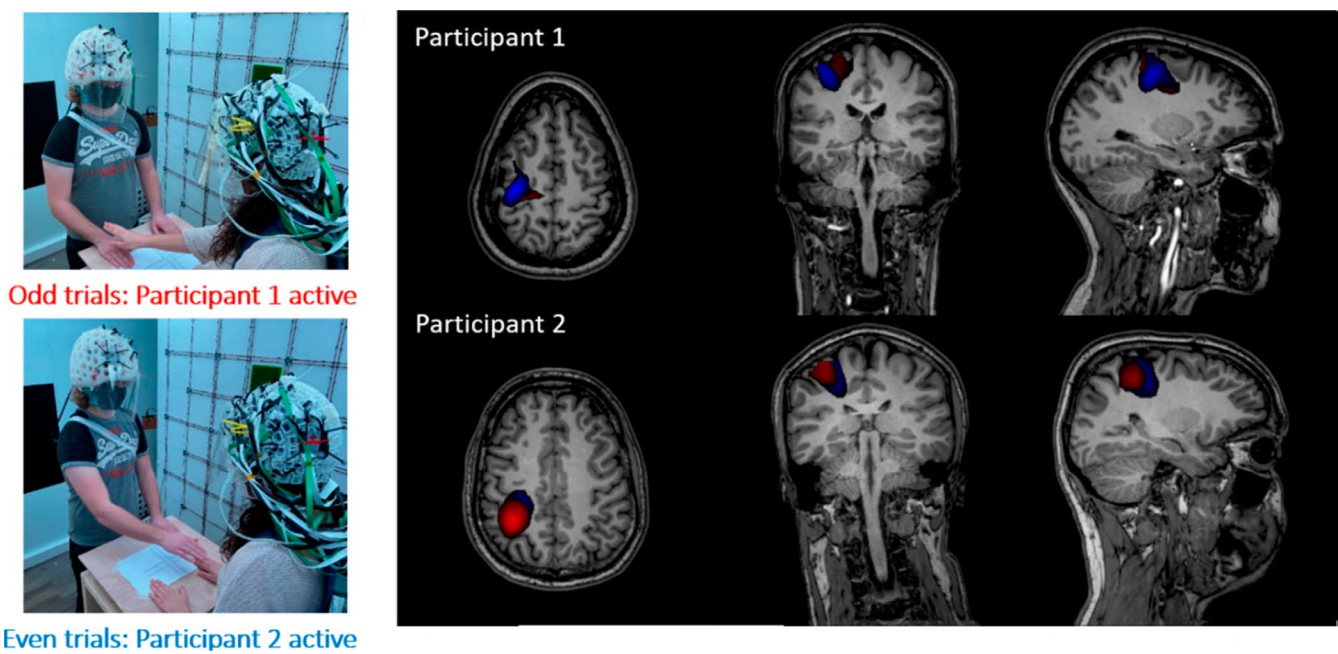 Participant 1
Odd trials: Participant 1 active
Participant 2
Even trials: Participant 2 active